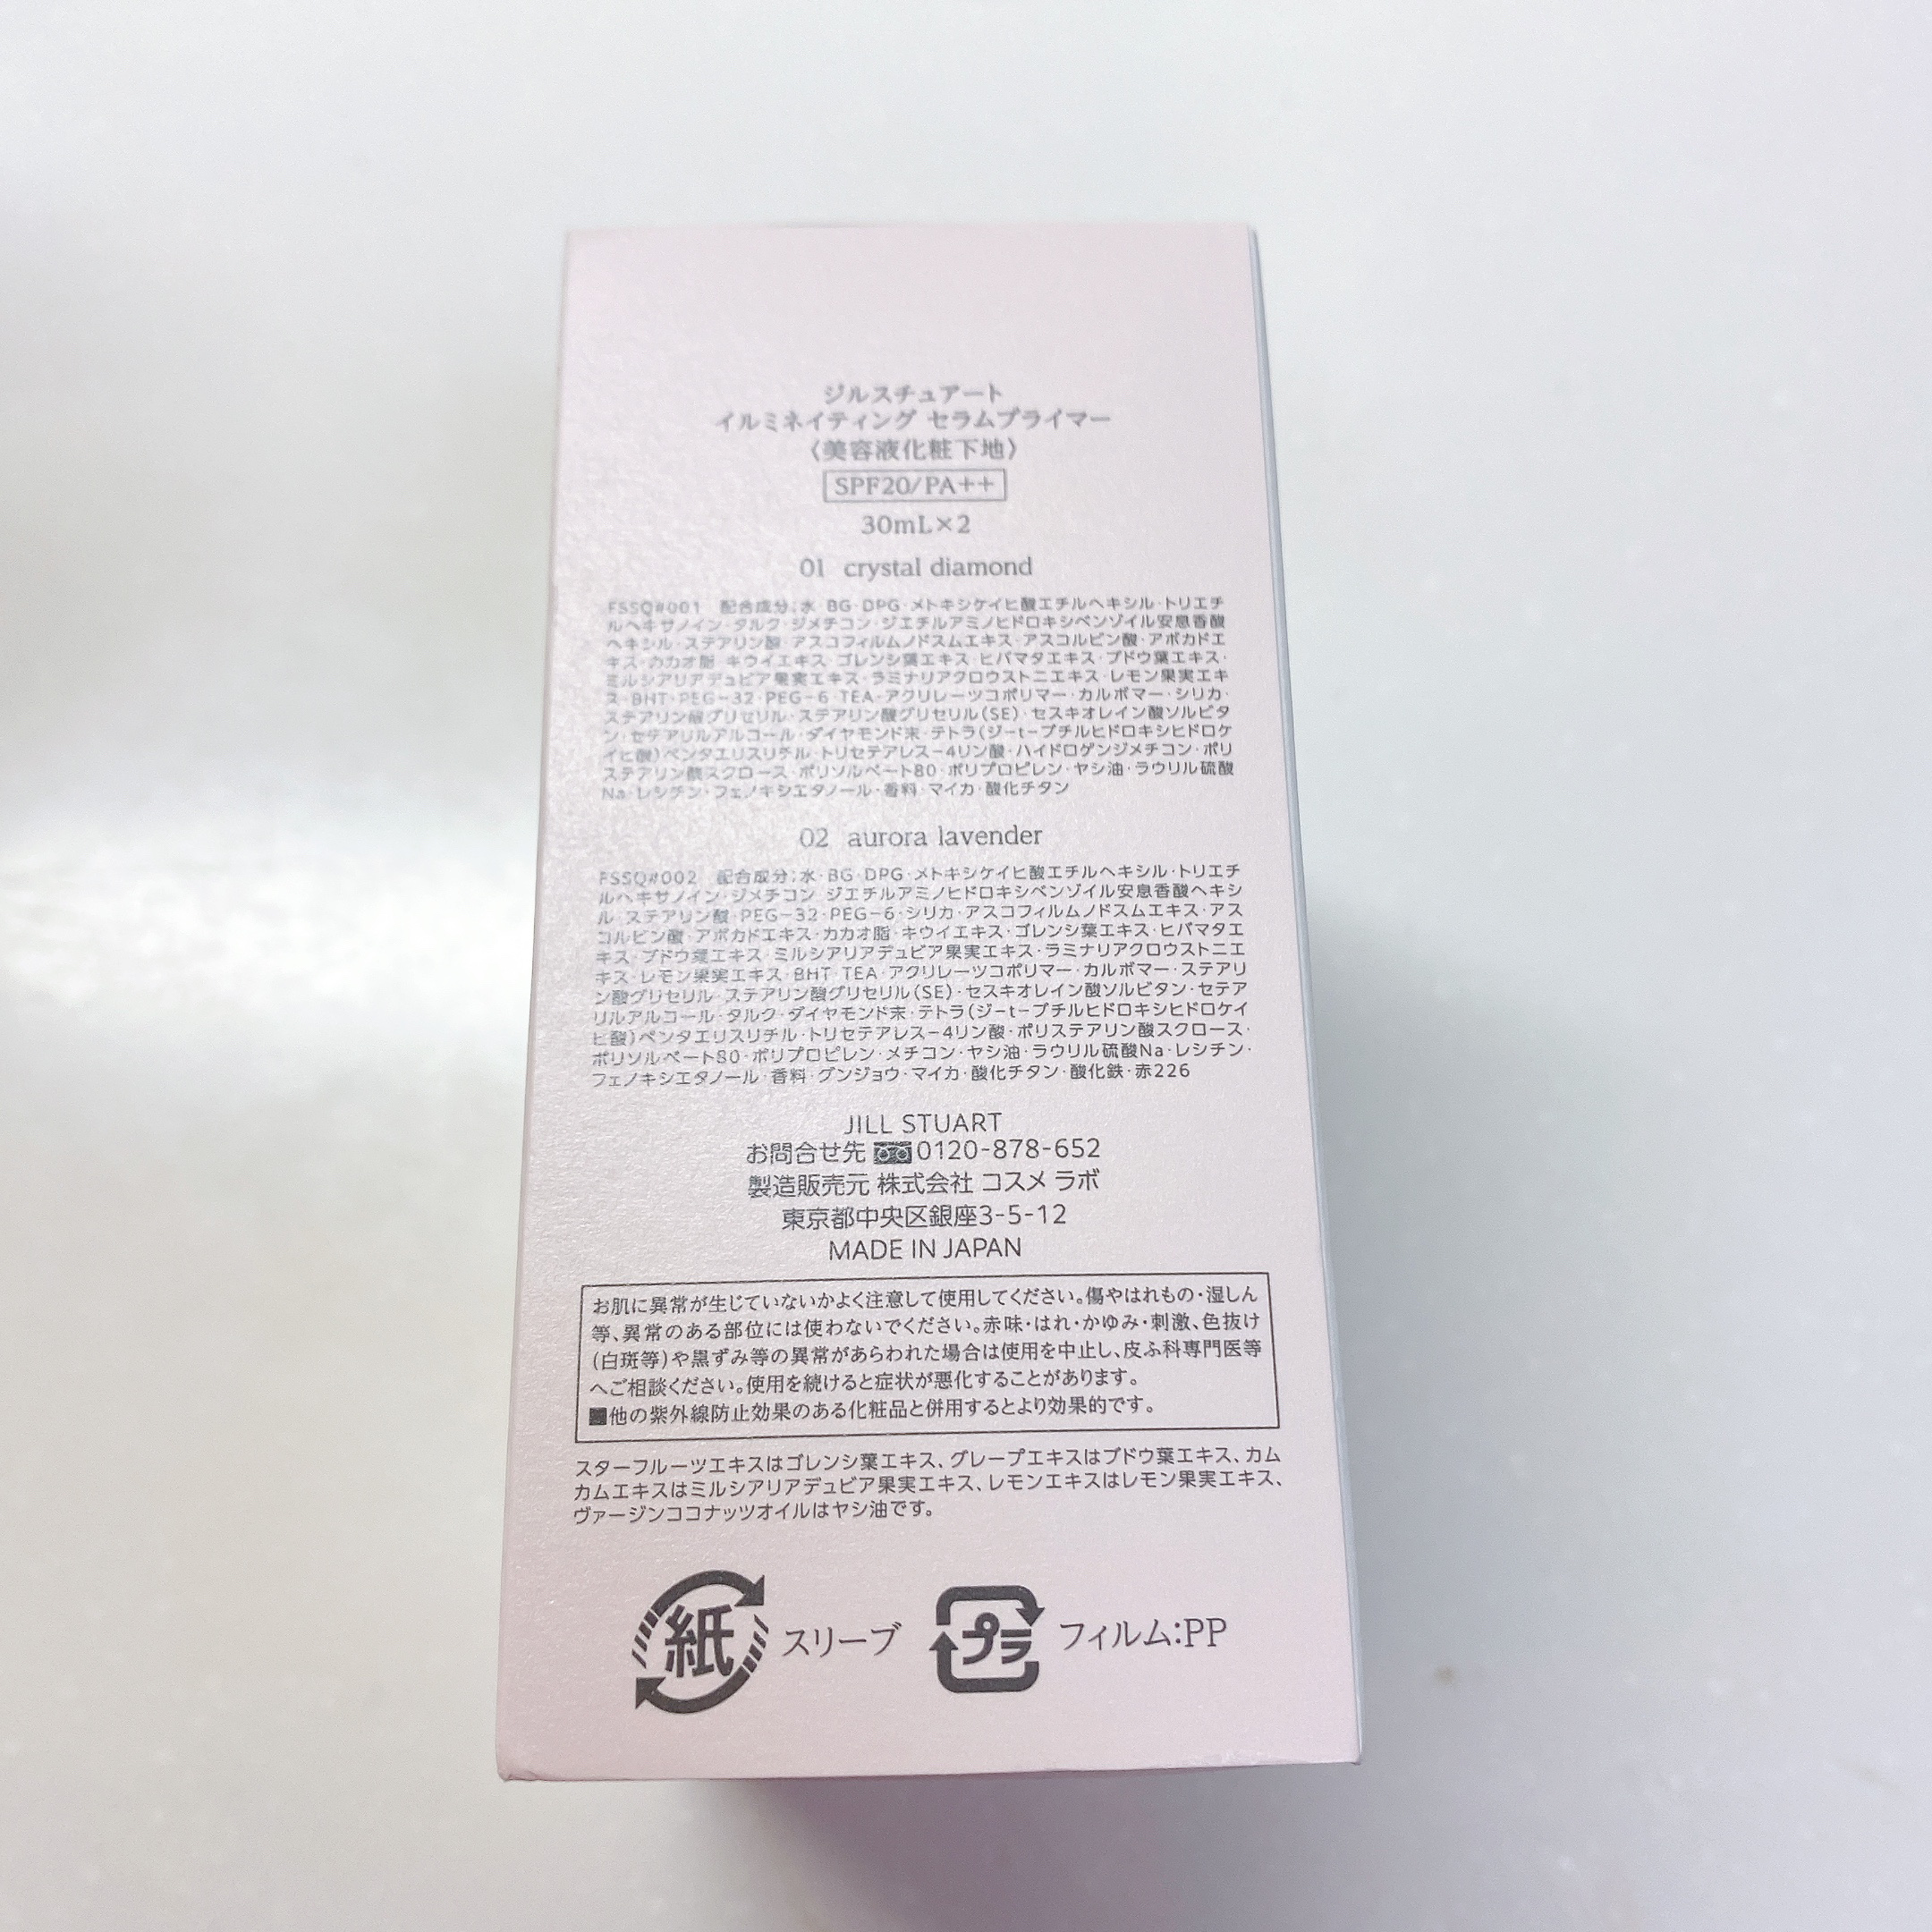 ジルスチュアート
イルミネイティング セラムプライマー
〈美容液化粧下地〉
SPF20/PA++
30mL×2
01 crystal diamond
FSSQ#001 配合成分:水・BG・DPG・メトキシケイヒ酸エチルヘキシル・トリエチ
ルヘキサノイン・タルク・ジメチコン・ジエチルアミノヒドロキシベンゾイル安息香酸
ヘキシル・ステアリン酸・アスコフィルムノドスムエキス・アスコルビン酸・アボカドエ
キス・カカオ脂・キウイエキス・ゴレンシ葉エキス・ヒバマタエキス・ブドウ葉エキス・
ミルシアリアデュビア果実エキス・ラミナリアクロウストニエキス・レモン果実エキ
ス・BHT・PEG-32・PEG-6・TEA・アクリレーツコポリマー・カルボマー・シリカ・
ステアリン酸グリセリル・ステアリン酸グリセリル(SE)・セスキオレイン酸ソルビタ
ン・セテアリルアルコール・ダイヤモンド末・テトラ(ジ-t-ブチルヒドロキシヒドロケ
イヒ酸)ペンタエリスリチル・トリセテアレス-4リン酸・ハイドロゲンジメチコン・ポリ
ステアリン酸スクロース・ポリソルベート80・ポリプロピレン・ヤシ油・ラウリル硫酸
Na・レシチン・フェノキシエタノール・香料・マイカ・酸化チタン
02 aurora lavender
FSSQ#002 配合成分:水・BG・DPG・メトキシケイヒ酸エチルヘキシル・トリエチ
ルヘキサノイン・ジメチコン・ジエチルアミノヒドロキシベンゾイル安息香酸ヘキシ
ル・ステアリン酸・PEG-32・PEG-6・シリカ・アスコフィルムノドスムエキス・アス
コルビン酸・アボカドエキス・カカオ脂・キウイエキス・ゴレンシ葉エキス・ヒバマタエ
キス・ブドウ葉エキス・ミルシアリアデュビア果実エキス・ラミナリアクロウストニエ
キス・レモン果実エキス・BHT・TEA・アクリレーツコポリマー・カルボマー・ステアリ
ン酸グリセリル・ステアリン酸グリセリル(SE)・セスキオレイン酸ソルビタン・セテア
リルアルコール・タルク・ダイヤモンド末・テトラ(ジ-t-ブチルヒドロキシヒドロケイ
ヒ酸)ペンタエリスリチル・トリセテアレス-4リン酸・ポリステアリン酸スクロース・
ポリソルベート80・ポリプロピレン・メチコン・ヤシ油・ラウリル硫酸Na・レシチン・
フェノキシエタノール・香料・グンジョウ・マイカ・酸化チタン・酸化鉄・赤226
JILL STUART
お問合せ先 0120-878-652
製造販売元 株式会社 コスメ ラボ
東京都中央区銀座3-5-12
MADE IN JAPAN
お肌に異常が生じていないかよく注意して使用してください。傷やはれもの・湿しん
等、異常のある部位には使わないでください。赤味・はれ・かゆみ・刺激、色抜け
(白斑等)や黒ずみ等の異常があらわれた場合は使用を中止し、皮ふ科専門医等
へご相談ください。使用を続けると症状が悪化することがあります。
■他の紫外線防止効果のある化粧品と併用するとより効果的です。
スターフルーツエキスはゴレンシ葉エキス、グレープエキスはブドウ葉エキス、カム
カムエキスはミルシアリアデュビア果実エキス、レモンエキスはレモン果実エキス、
ヴァージンココナッツオイルはヤシ油です。
紙 スリーブ プラ フィルム:PP